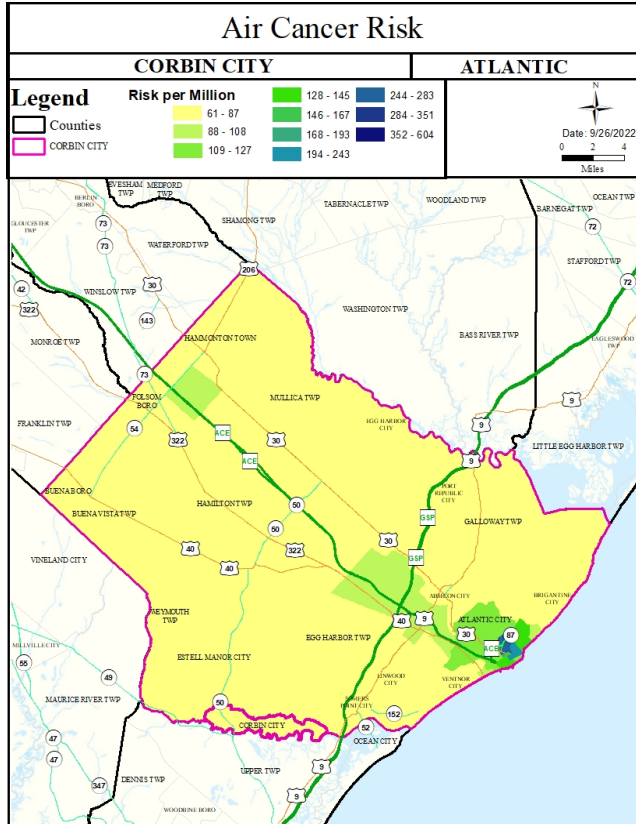 Air Cancer Risk
CORBIN CITY
ATLANTIC
Legend
Counties
CORBIN CITY
Risk per Million
61 - 87
88 - 108
109 - 127
128 - 145
146 - 167
168 - 193
194 - 243
244 - 283
284 - 351
352 - 604
N
Date: 9/26/2022
0 2 4
Miles
EVESHAM TWP
MEDFORD TWP
BERLIN BORO
GLOUCESTER TWP
SHAMONG TWP
TABERNACLE TWP
WOODLAND TWP
OCEAN TWP
BARNEGAT TWP
72
73
73
WATERFORD TWP
STAFFORD TWP
206
30
72
42
WINSLOW TWP
322
143
WASHINGTON TWP
MONROE TWP
HAMMONTON TOWN
BASS RIVER TWP
EAGLESWOOD TWP
73
FOLSOM BORO
MULLICA TWP
9
FRANKLIN TWP
54
322
ACE
30
EGG HARBOR CITY
9
LITTLE EGG HARBOR TWP
ACE
9
BUENA BORO
PORT REPUBLIC CITY
BUENA VISTA TWP
HAMILTON TWP
50
GSP
GALLOWAY TWP
50
40
322
30
GSP
VINELAND CITY
40
WEYMOUTH TWP
ABSECON CITY
BRIGANTINE CITY
40
9
ATLANTIC CITY
MILLVILLE CITY
EGG HARBOR TWP
30
87
ACE
55
ESTELL MANOR CITY
49
LINWOOD CITY
VENTNOR CITY
MAURICE RIVER TWP
50
SOMERS POINT CITY
152
CORBIN CITY
52
OCEAN CITY
47
47
UPPER TWP
9
DENNIS TWP
347
9
WOODBINE BORO